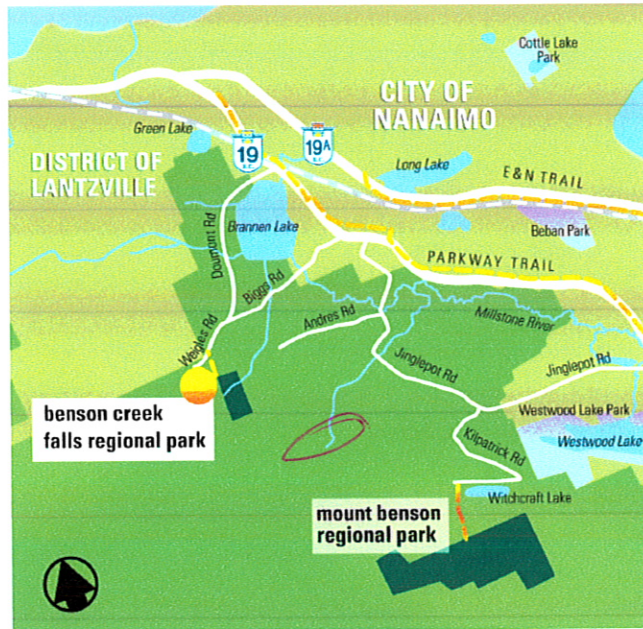 Cottle Lake
Park
CITY OF
NANAIMO
Green Lake
19
19A
DISTRICT OF
LANTZVILLE
Long Lake
E&N TRAIL
Brannen Lake
Beban Park
Doumont Rd
PARKWAY TRAIL
Biggs Rd
Andres Rd
Millstone River
Weigles Rd
Jinglepot Rd
Jinglepot Rd
benson creek
falls regional park
Westwood Lake Park
Westwood Lake
Kilpatrick Rd
Witchcraft Lake
mount benson
regional park